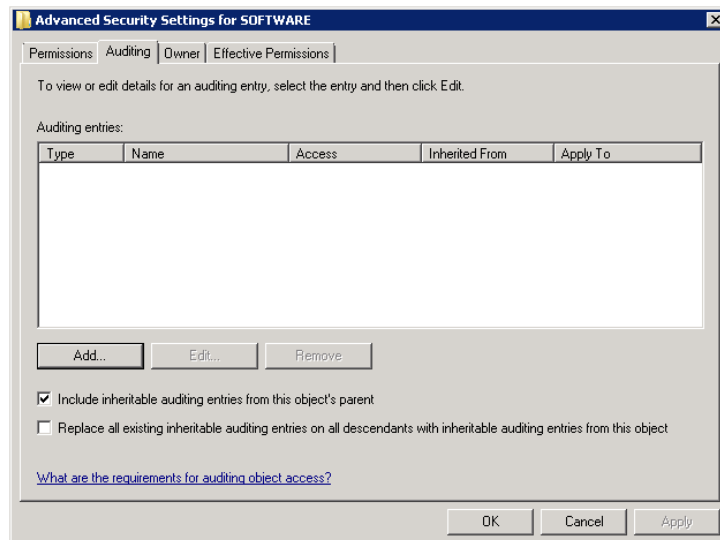 Advanced Security Settings for SOFTWARE
Permissions Auditing Owner Effective Permissions
To view or edit details for an auditing entry, select the entry and then click Edit.
Auditing entries:
Type Name Access Inherited From Apply To
Add... Edit... Remove
Include inheritable auditing entries from this object's parent
Replace all existing inheritable auditing entries on all descendants with inheritable auditing entries from this object
What are the requirements for auditing object access?
OK Cancel Apply